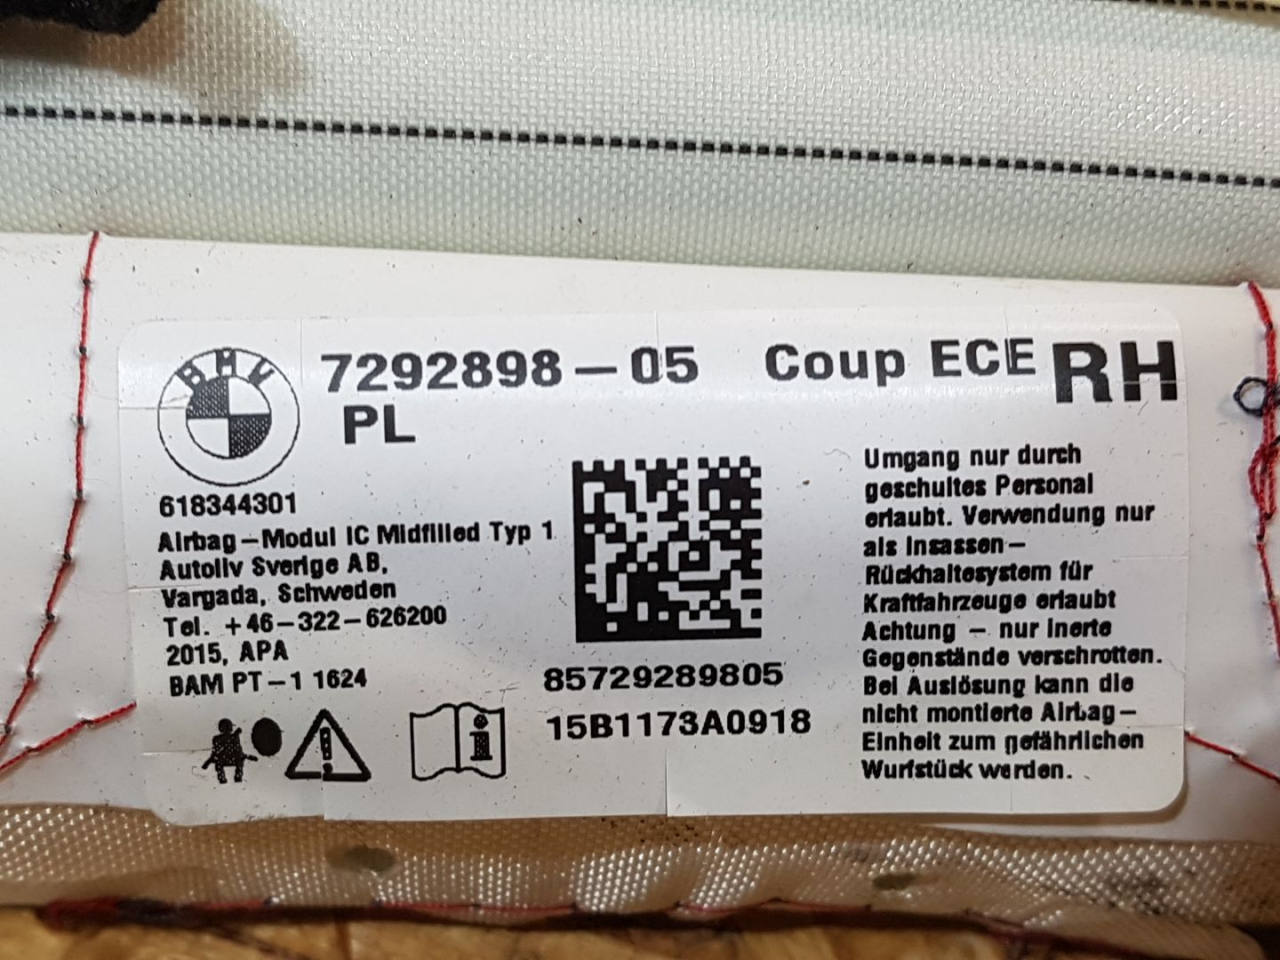 BMW
7292898-05 Coup ECE RH
PL
618344301
Airbag-Modul IC Midfilled Typ 1
Autoliv Sverige AB,
Vargada, Schweden
Tel. +46-322-626200
2015, APA
BAM PT-1 1624
85729289805
15B1173A0918
Umgang nur durch
geschultes Personal
erlaubt. Verwendung nur
als Insassen-
Rückhaltesystem für
Kraftfahrzeuge erlaubt
Achtung - nur inerte
Gegenstände verschrotten.
Bei Auslösung kann die
nicht montierte Airbag-
Einheit zum gefährlichen
Wurfstück werden.